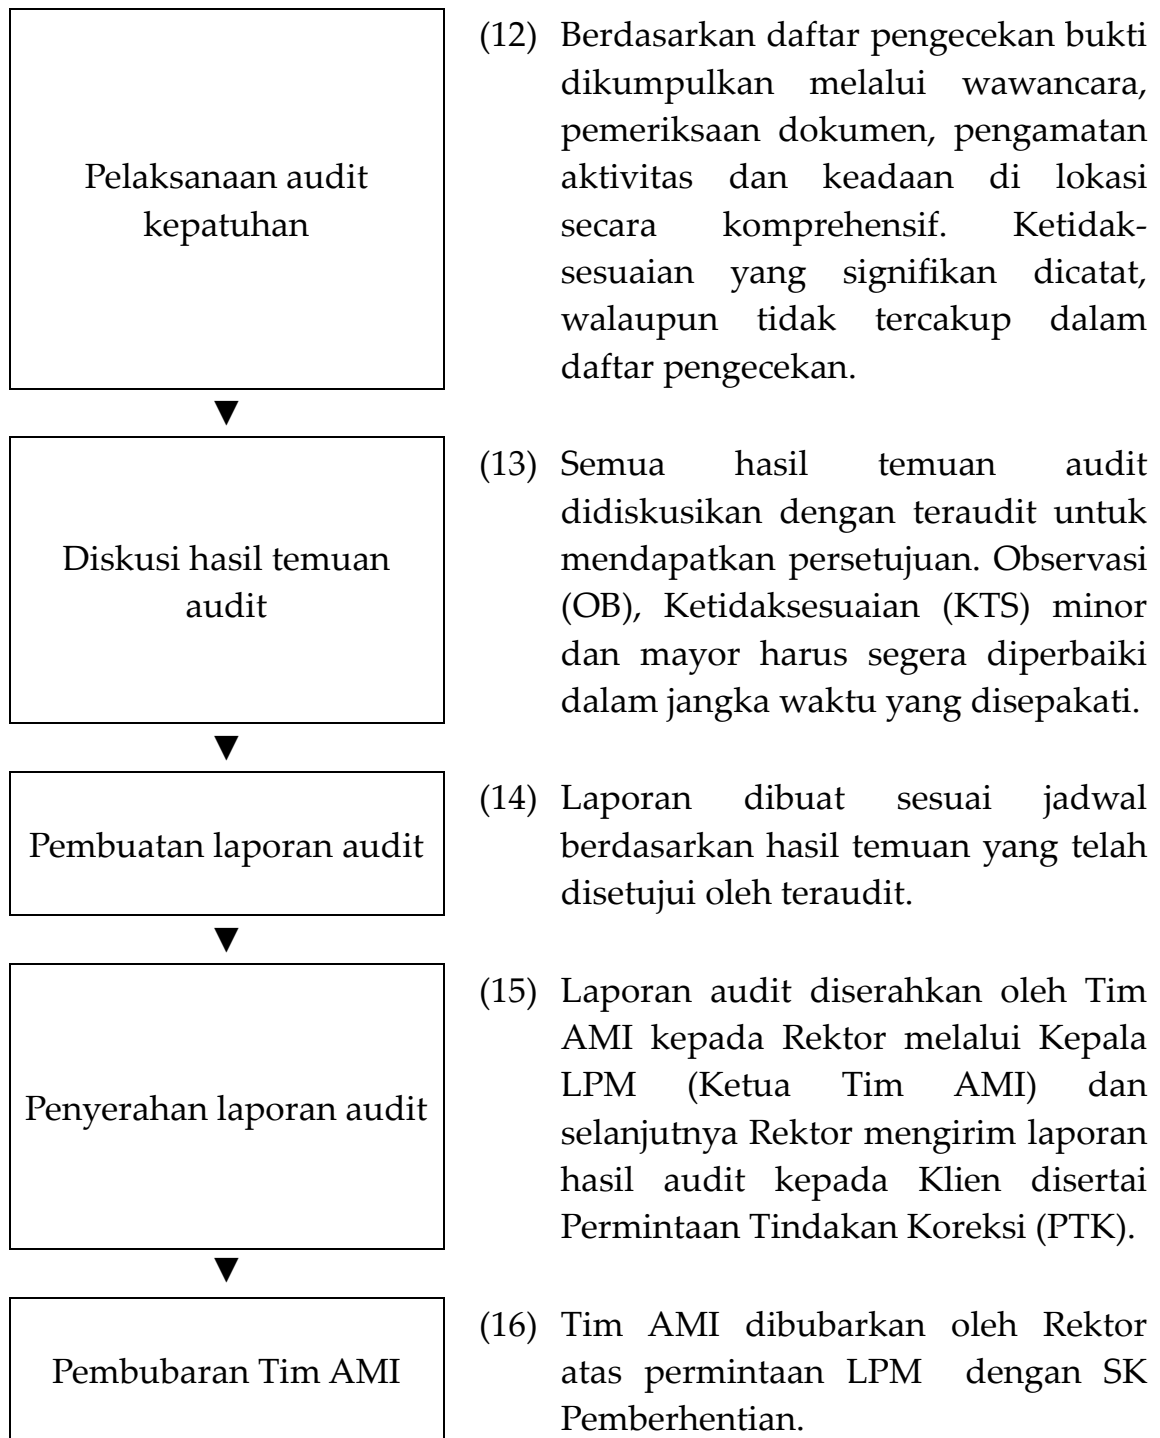 Pelaksanaan audit
kepatuhan
(12) Berdasarkan daftar pengecekan bukti
dikumpulkan melalui wawancara,
pemeriksaan dokumen, pengamatan
aktivitas dan keadaan di lokasi
secara komprehensif. Ketidak-
sesuaian yang signifikan dicatat,
walaupun tidak tercakup dalam
daftar pengecekan.
Diskusi hasil temuan
audit
(13) Semua hasil temuan audit
didiskusikan dengan teraudit untuk
mendapatkan persetujuan. Observasi
(OB), Ketidaksesuaian (KTS) minor
dan mayor harus segera diperbaiki
dalam jangka waktu yang disepakati.
Pembuatan laporan audit
(14) Laporan dibuat sesuai jadwal
berdasarkan hasil temuan yang telah
disetujui oleh teraudit.
Penyerahan laporan audit
(15) Laporan audit diserahkan oleh Tim
AMI kepada Rektor melalui Kepala
LPM (Ketua Tim AMI) dan
selanjutnya Rektor mengirim laporan
hasil audit kepada Klien disertai
Permintaan Tindakan Koreksi (PTK).
Pembubaran Tim AMI
(16) Tim AMI dibubarkan oleh Rektor
atas permintaan LPM dengan SK
Pemberhentian.